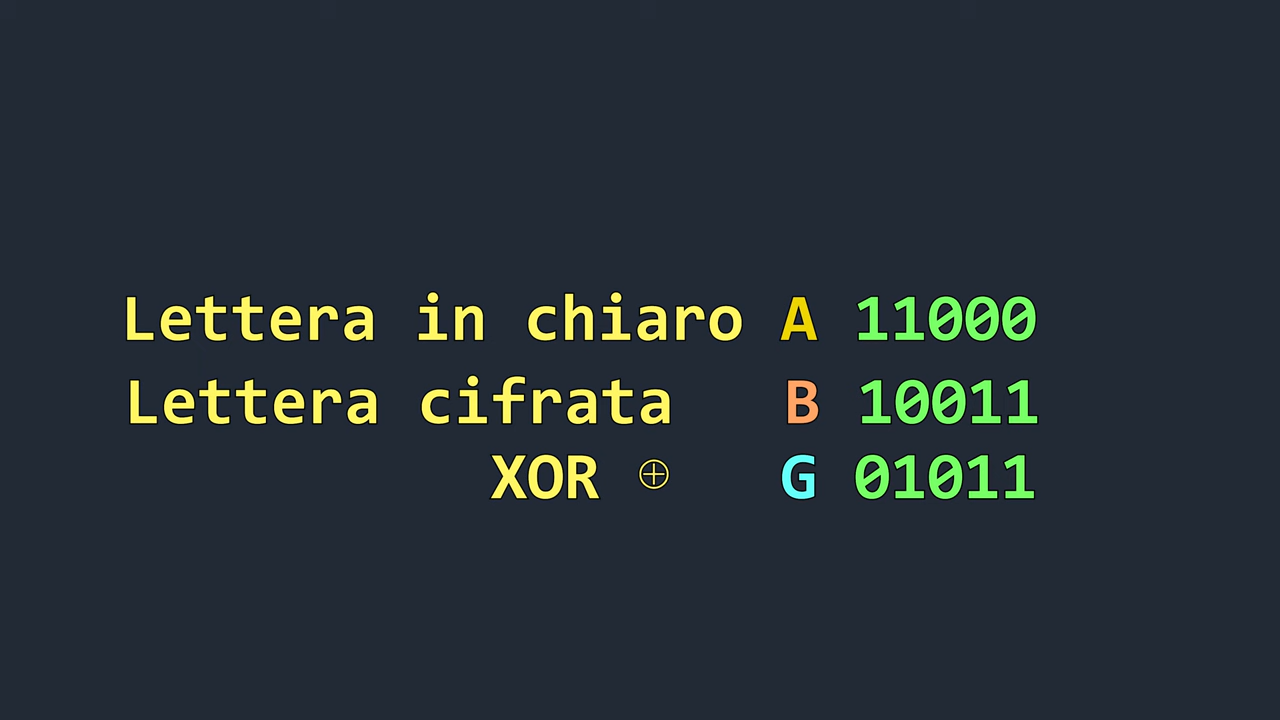 Lettera in chiaro A 11000
Lettera cifrata B 10011
XOR ⊕ G 01011